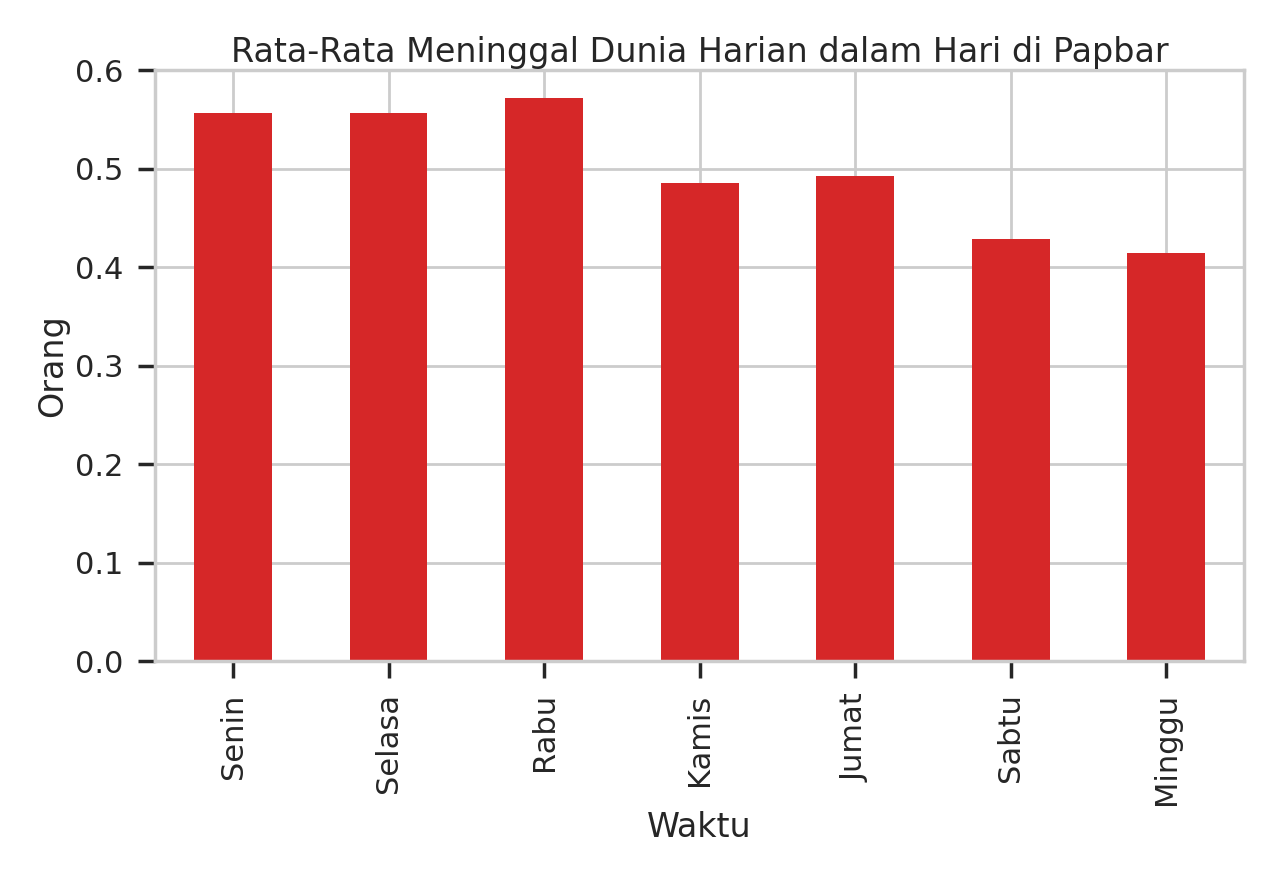 Rata-Rata Meninggal Dunia Harian dalam Hari di Papbar
0.6
0.5
0.4
0.3
0.2
0.1
0.0
Orang
Senin
Selasa
Rabu
Kamis
Jumat
Sabtu
Minggu
Waktu